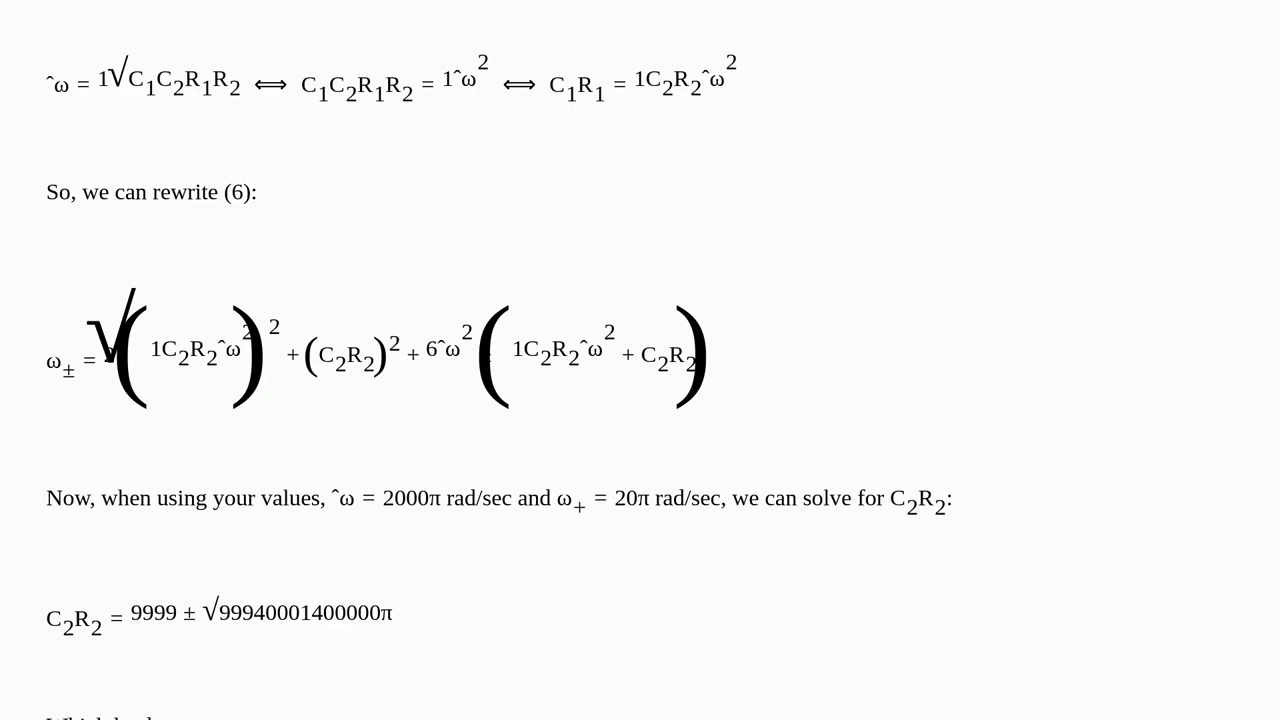 ˆω = 1√C1C2R1R2 ⟺ C1C2R1R2 = 1ˆω2 ⟺ C1R1 = 1C2R2ˆω2
So, we can rewrite (6):
ω± = √(1C2R2ˆω2)2 + (C2R2)2 + 6ˆω2(1C2R2ˆω2 + C2R2)
Now, when using your values, ˆω = 2000π rad/sec and ω+ = 20π rad/sec, we can solve for C2R2:
C2R2 = 9999 ± √99940001400000π